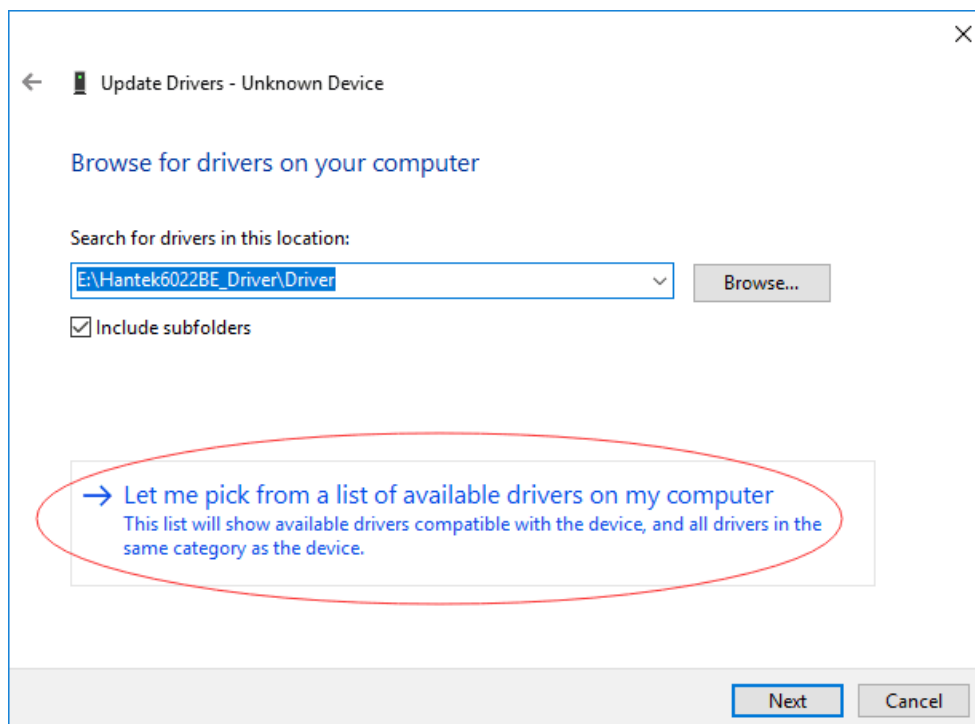 Update Drivers - Unknown Device
Browse for drivers on your computer
Search for drivers in this location:
E:\Hantek6022BE_Driver\Driver
Browse...
Include subfolders
Let me pick from a list of available drivers on my computer
This list will show available drivers compatible with the device, and all drivers in the
same category as the device.
Next
Cancel